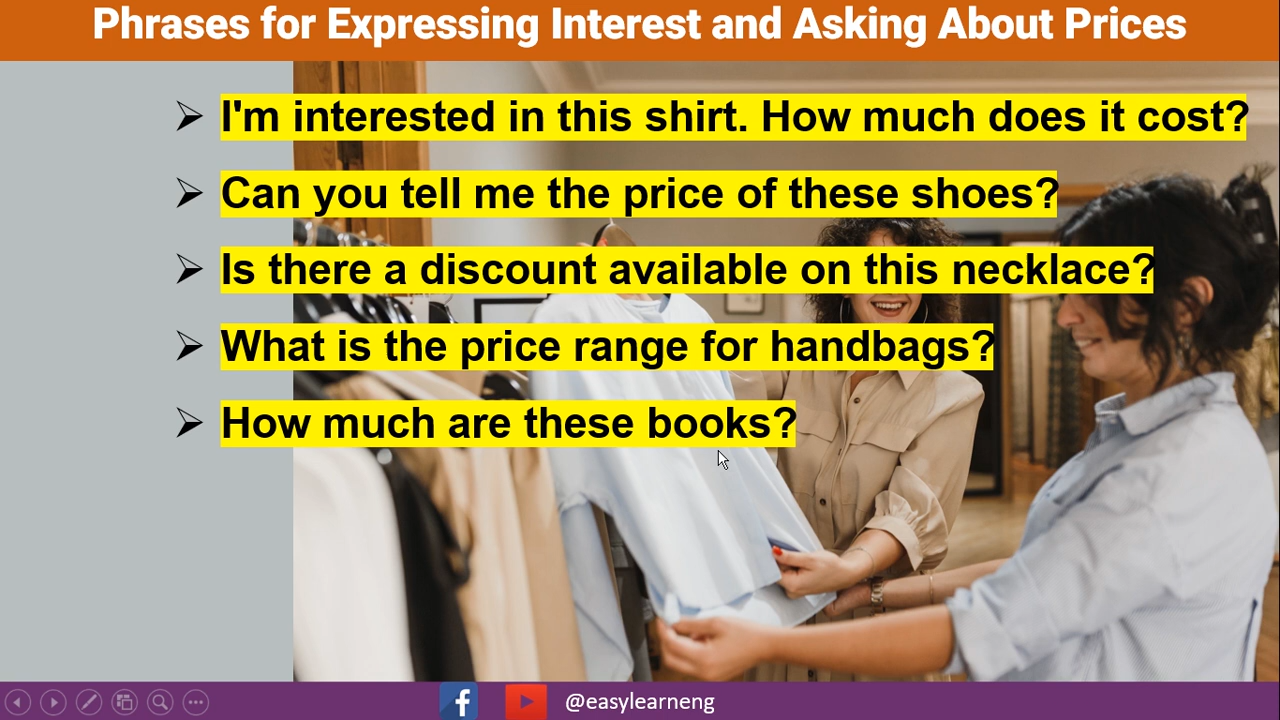 Phrases for Expressing Interest and Asking About Prices
I'm interested in this shirt. How much does it cost?
Can you tell me the price of these shoes?
Is there a discount available on this necklace?
What is the price range for handbags?
How much are these books?
@easylearneng